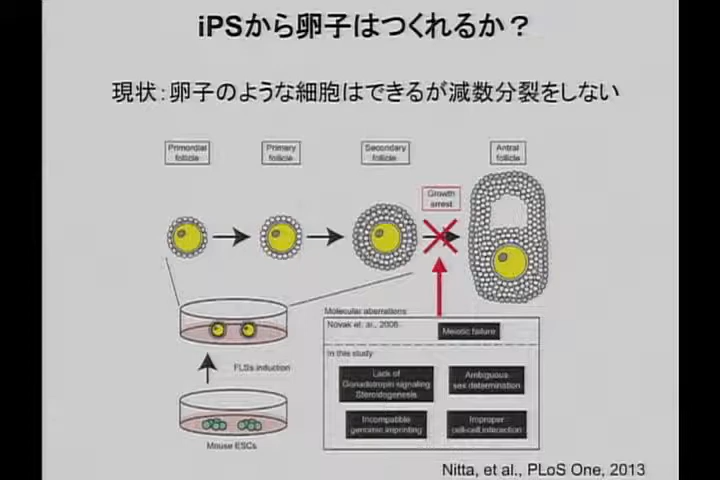 iPSから卵子はつくれるか？
現状：卵子のような細胞はできるが減数分裂をしない
Primordial
follicle
Primary
follicle
Secondary
follicle
Antral
follicle
Growth
arrest
Molecular aberrations
Novak et. al., 2006
Meiotic failure
In this study
FLSs induction
Lack of
Gonadotropin signaling
Steroidogenesis
Ambiguous
sex determination
Incompatible
genomic imprinting
Improper
cell-cell interaction
Mouse ESCs
Nitta, et al., PLoS One, 2013